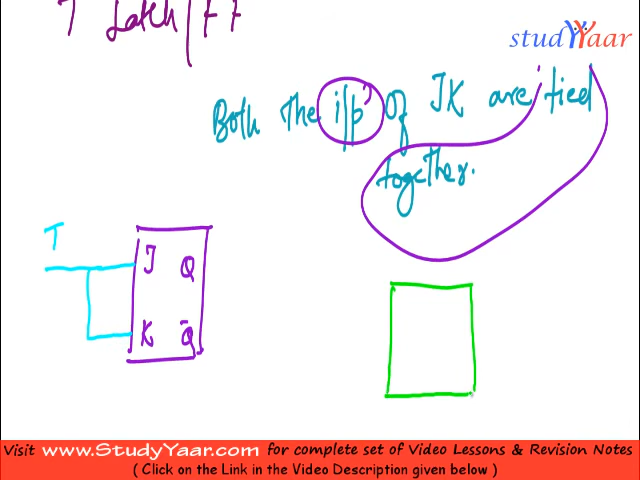 T Latch/FF
studYYaar
Both the i/p' of JK are tied
together.
T
J Q
K Q̄
Visit www.StudyYaar.com for complete set of Video Lessons & Revision Notes
( Click on the Link in the Video Description given below )